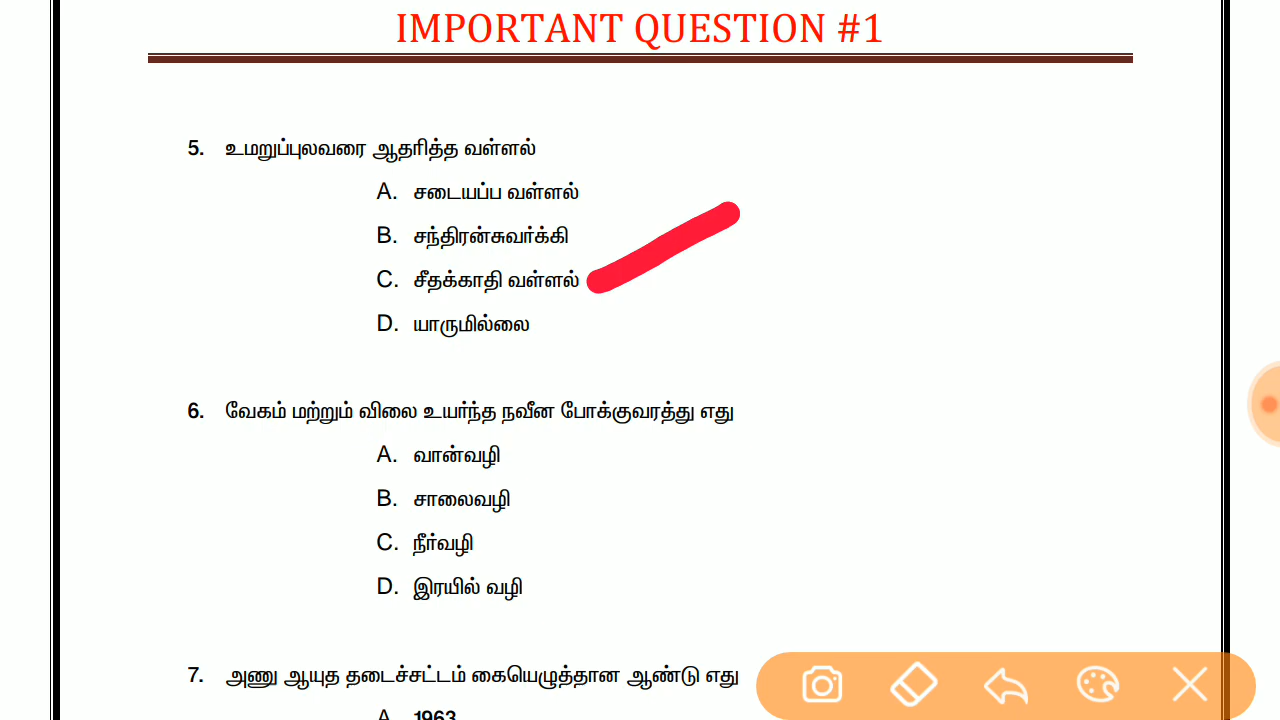 IMPORTANT QUESTION #1
5. உமறுப்புலவரை ஆதரித்த வள்ளல்
A. சடையப்ப வள்ளல்
B. சந்திரன்சுவர்க்கி
C. சீதக்காதி வள்ளல்
D. யாருமில்லை
6. வேகம் மற்றும் விலை உயர்ந்த நவீன போக்குவரத்து எது
A. வான்வழி
B. சாலைவழி
C. நீர்வழி
D. இரயில் வழி
7. அணு ஆயுத தடைச்சட்டம் கையெழுத்தான ஆண்டு எது
A. 1963